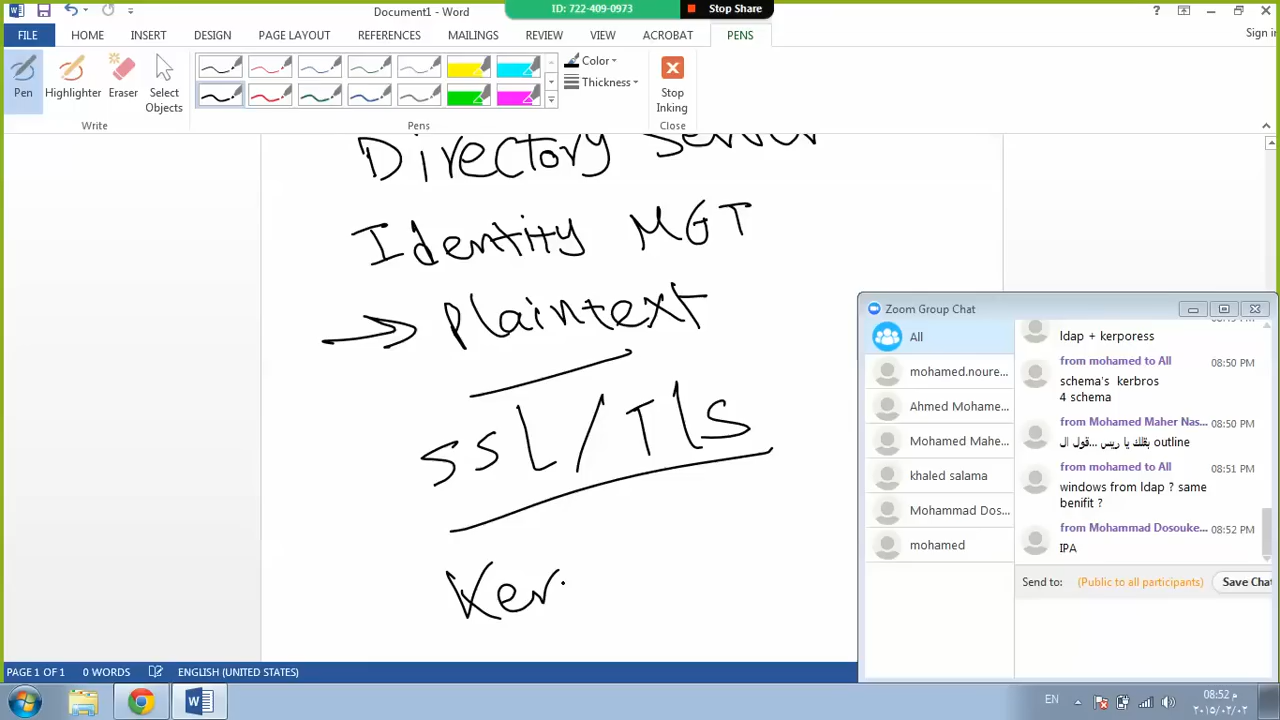 Document1 - Word
ID: 722-409-0973
Stop Share
FILE HOME INSERT DESIGN PAGE LAYOUT REFERENCES MAILINGS REVIEW VIEW ACROBAT PENS
Sign in
Pen Highlighter Eraser Select Objects
Write
Pens
Color
Thickness
Stop Inking
Close
Directory Server
Identity MGT
Plaintext
ssl/Tls
Ker
Zoom Group Chat
All
mohamed.noure...
Ahmed Mohame...
Mohamed Mahe...
khaled salama
Mohammad Dos...
mohamed
ldap + kerporess
from mohamed to All 08:50 PM
schema's kerbros
4 schema
from Mohamed Maher Nas... 08:50 PM
بقلك يا ريس ...قول ال outline
from mohamed to All 08:51 PM
windows from ldap ? same
benifit ?
from Mohammad Dosouke... 08:52 PM
IPA
Send to: (Public to all participants) Save Chat
PAGE 1 OF 1 0 WORDS ENGLISH (UNITED STATES)
EN
08:52 م
٢٠١٥/٠٢/٠٢